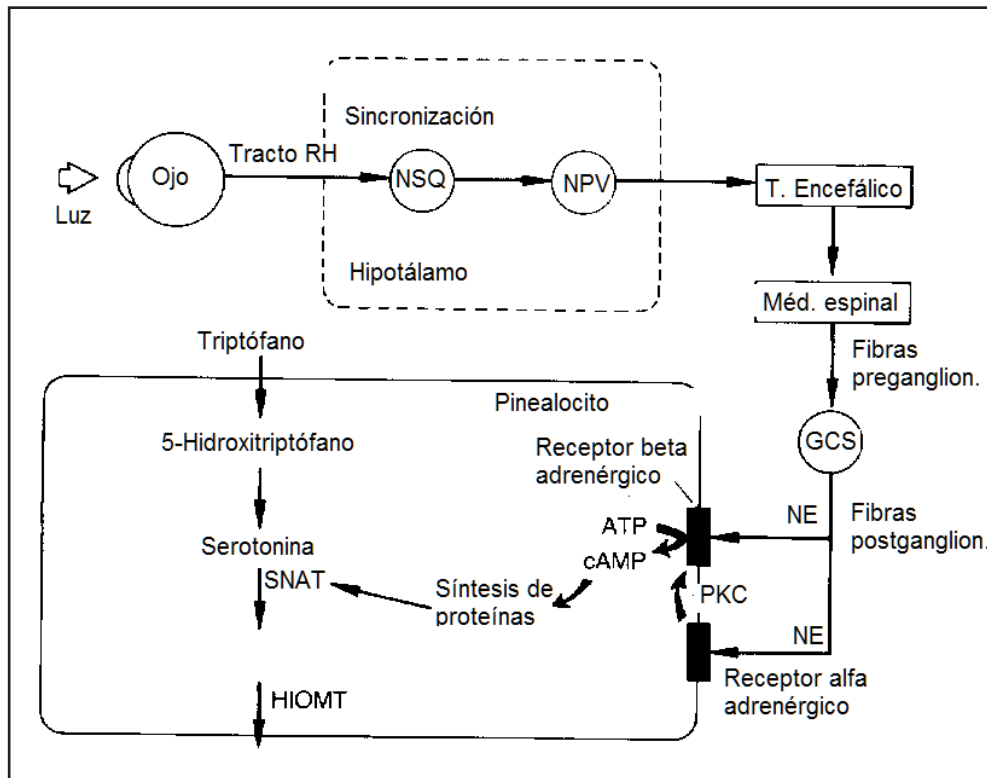 Sincronización
Tracto RH
Ojo
NSQ
NPV
T. Encefálico
Luz
Hipotálamo
Méd. espinal
Triptófano
Fibras
preganglion.
Pinealocito
GCS
5-Hidroxitriptófano
Receptor beta
adrenérgico
NE
Fibras
postganglion.
ATP
cAMP
Serotonina
SNAT
Síntesis de
proteínas
PKC
NE
Receptor alfa
adrenérgico
HIOMT